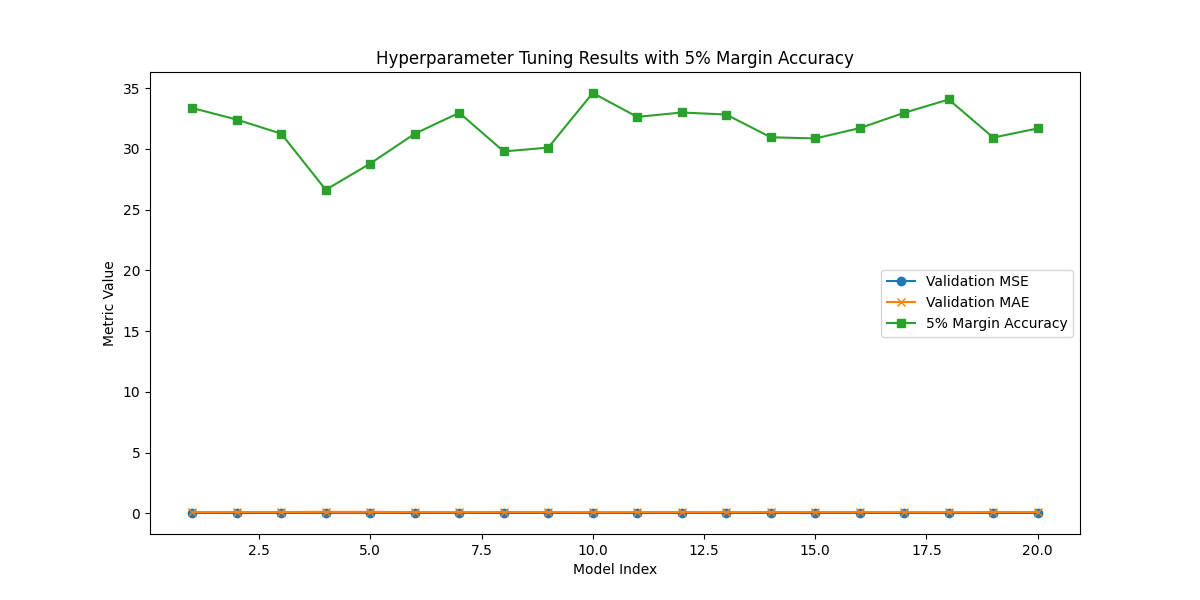 Hyperparameter Tuning Results with 5% Margin Accuracy
35
30
25
20
15
10
5
0
Metric Value
Validation MSE
Validation MAE
5% Margin Accuracy
2.5 5.0 7.5 10.0 12.5 15.0 17.5 20.0
Model Index